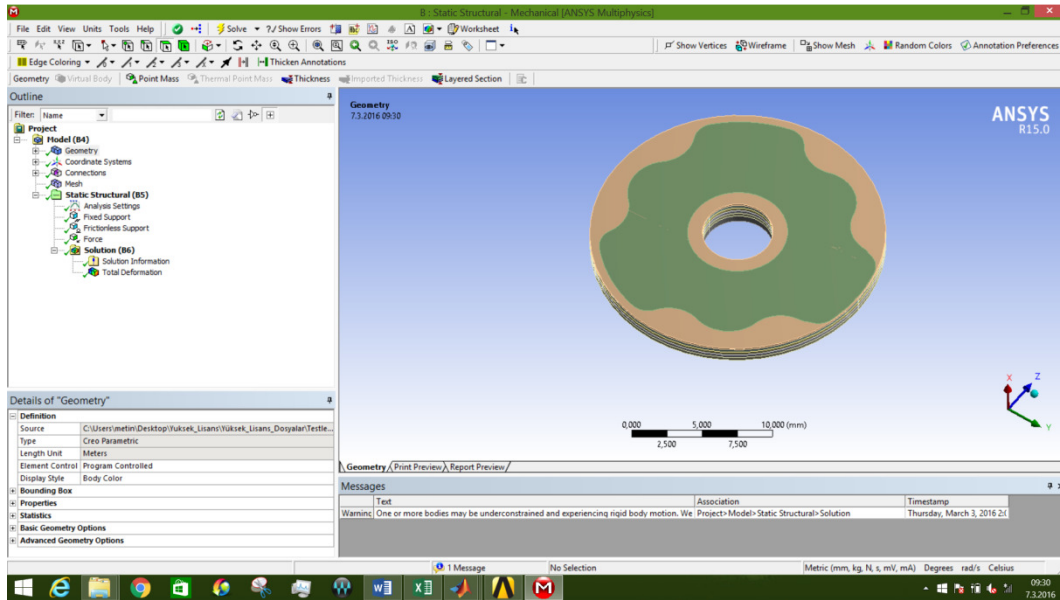 B : Static Structural - Mechanical [ANSYS Multiphysics]
File Edit View Units Tools Help Solve ?/ Show Errors Worksheet
Show Vertices Wireframe Show Mesh Random Colors Annotation Preferences
Edge Coloring Thicken Annotations
Geometry Virtual Body Point Mass Thermal Point Mass Thickness Imported Thickness Layered Section
Outline
Filter: Name
Project
Model (B4)
Geometry
Coordinate Systems
Connections
Mesh
Static Structural (B5)
Analysis Settings
Fixed Support
Frictionless Support
Force
Solution (B6)
Solution Information
Total Deformation
Details of "Geometry"
Definition
Source C:\Users\metin\Desktop\Yuksek_Lisans\Yüksek_Lisans_Dosyalar\Testle...
Type Creo Parametric
Length Unit Meters
Element Control Program Controlled
Display Style Body Color
Bounding Box
Properties
Statistics
Basic Geometry Options
Advanced Geometry Options
Geometry
7.3.2016 09:30
ANSYS
R15.0
X Z
Y
0,000 5,000 10,000 (mm)
2,500 7,500
Geometry Print Preview Report Preview
Messages
Text Association Timestamp
Warning One or more bodies may be underconstrained and experiencing rigid body motion. We Project>Model>Static Structural>Solution Thursday, March 3, 2016 2:(
1 Message No Selection Metric (mm, kg, N, s, mV, mA) Degrees rad/s Celsius
09:30
7.3.2016